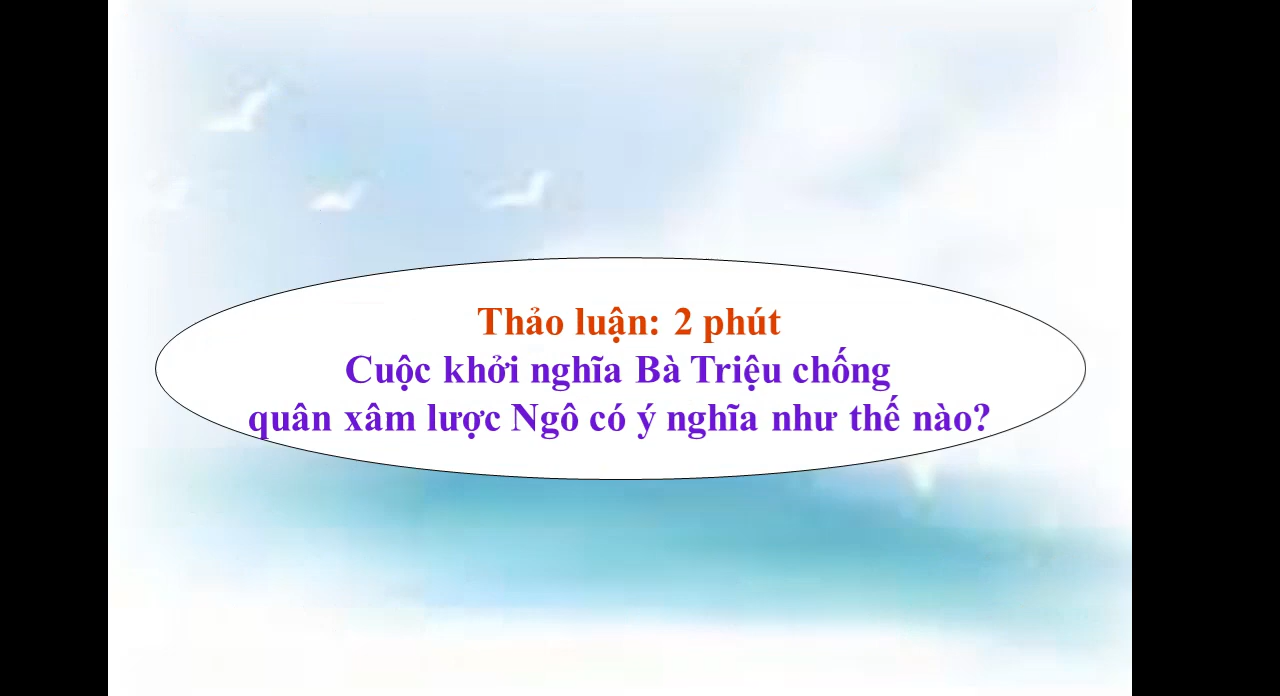 Thảo luận: 2 phút
Cuộc khởi nghĩa Bà Triệu chống
quân xâm lược Ngô có ý nghĩa như thế nào?